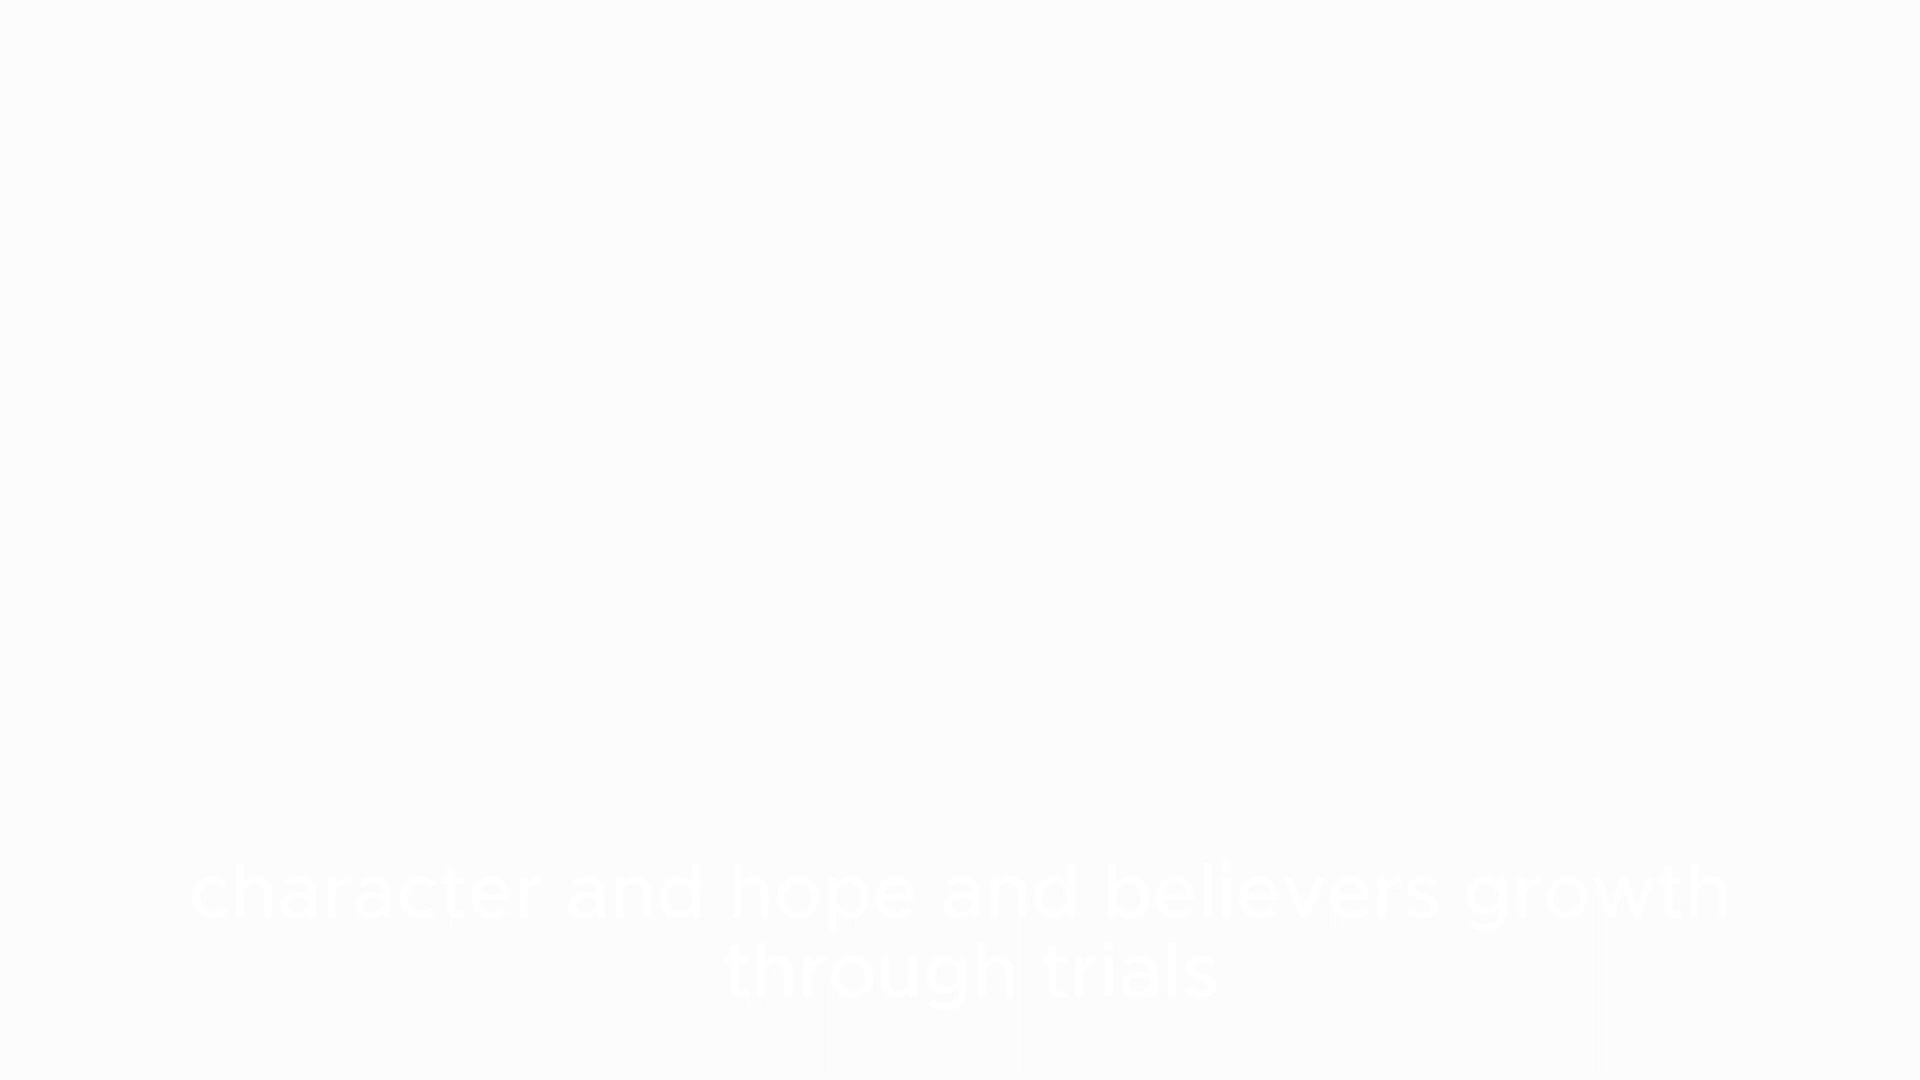 character and hope and believers growth
through trials